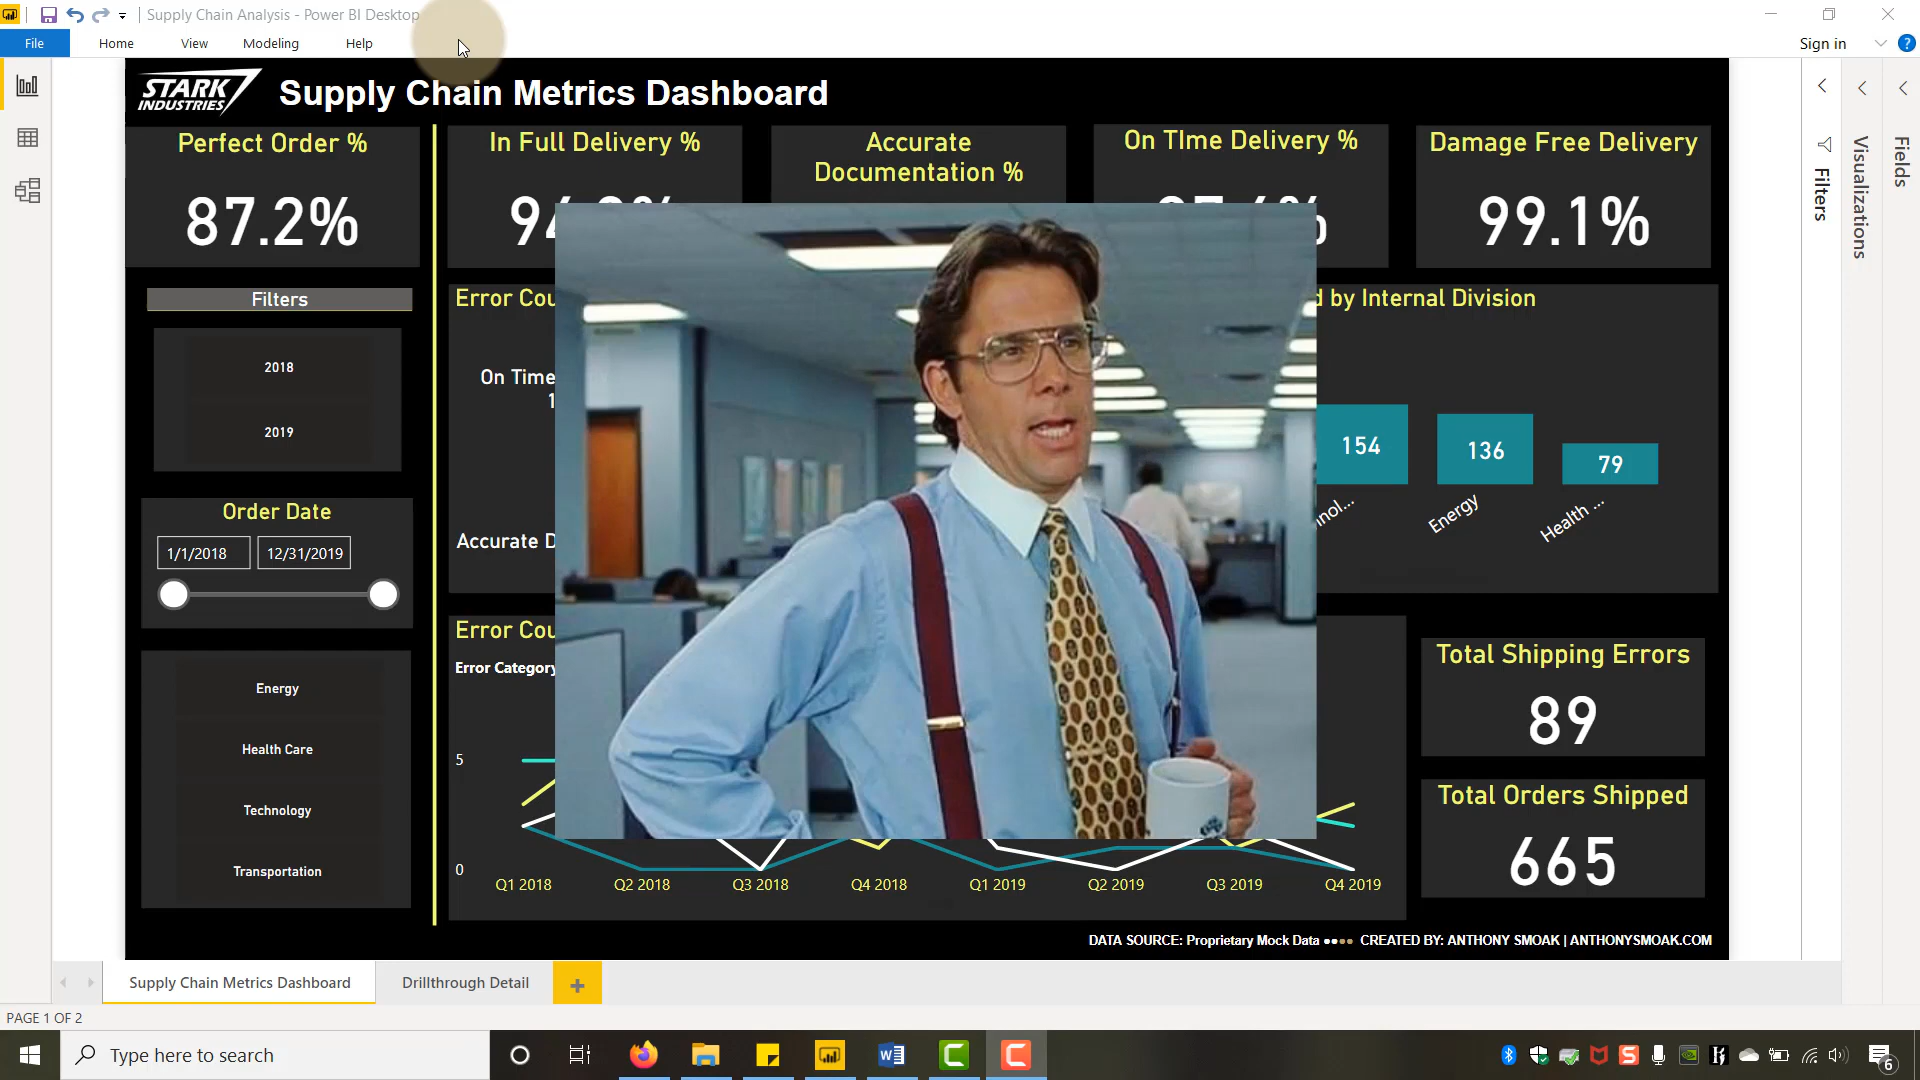 Supply Chain Analysis - Power BI Desktop
File Home View Modeling Help Sign in
STARK
INDUSTRIES
Supply Chain Metrics Dashboard
Perfect Order %
87.2%
In Full Delivery %
Accurate
Documentation %
On TIme Delivery %
Damage Free Delivery
99.1%
Filters
2018
2019
Order Date
1/1/2018 12/31/2019
Energy
Health Care
Technology
Transportation
Error
On Time
Accurate
by Internal Division
154 136 79
Energy Health ...
Error
Error Category
5
0
Q1 2018 Q2 2018 Q3 2018 Q4 2018 Q1 2019 Q2 2019 Q3 2019 Q4 2019
Total Shipping Errors
89
Total Orders Shipped
665
DATA SOURCE: Proprietary Mock Data CREATED BY: ANTHONY SMOAK | ANTHONYSMOAK.COM
Filters
Visualizations
Fields
Supply Chain Metrics Dashboard Drillthrough Detail
PAGE 1 OF 2
Type here to search
6